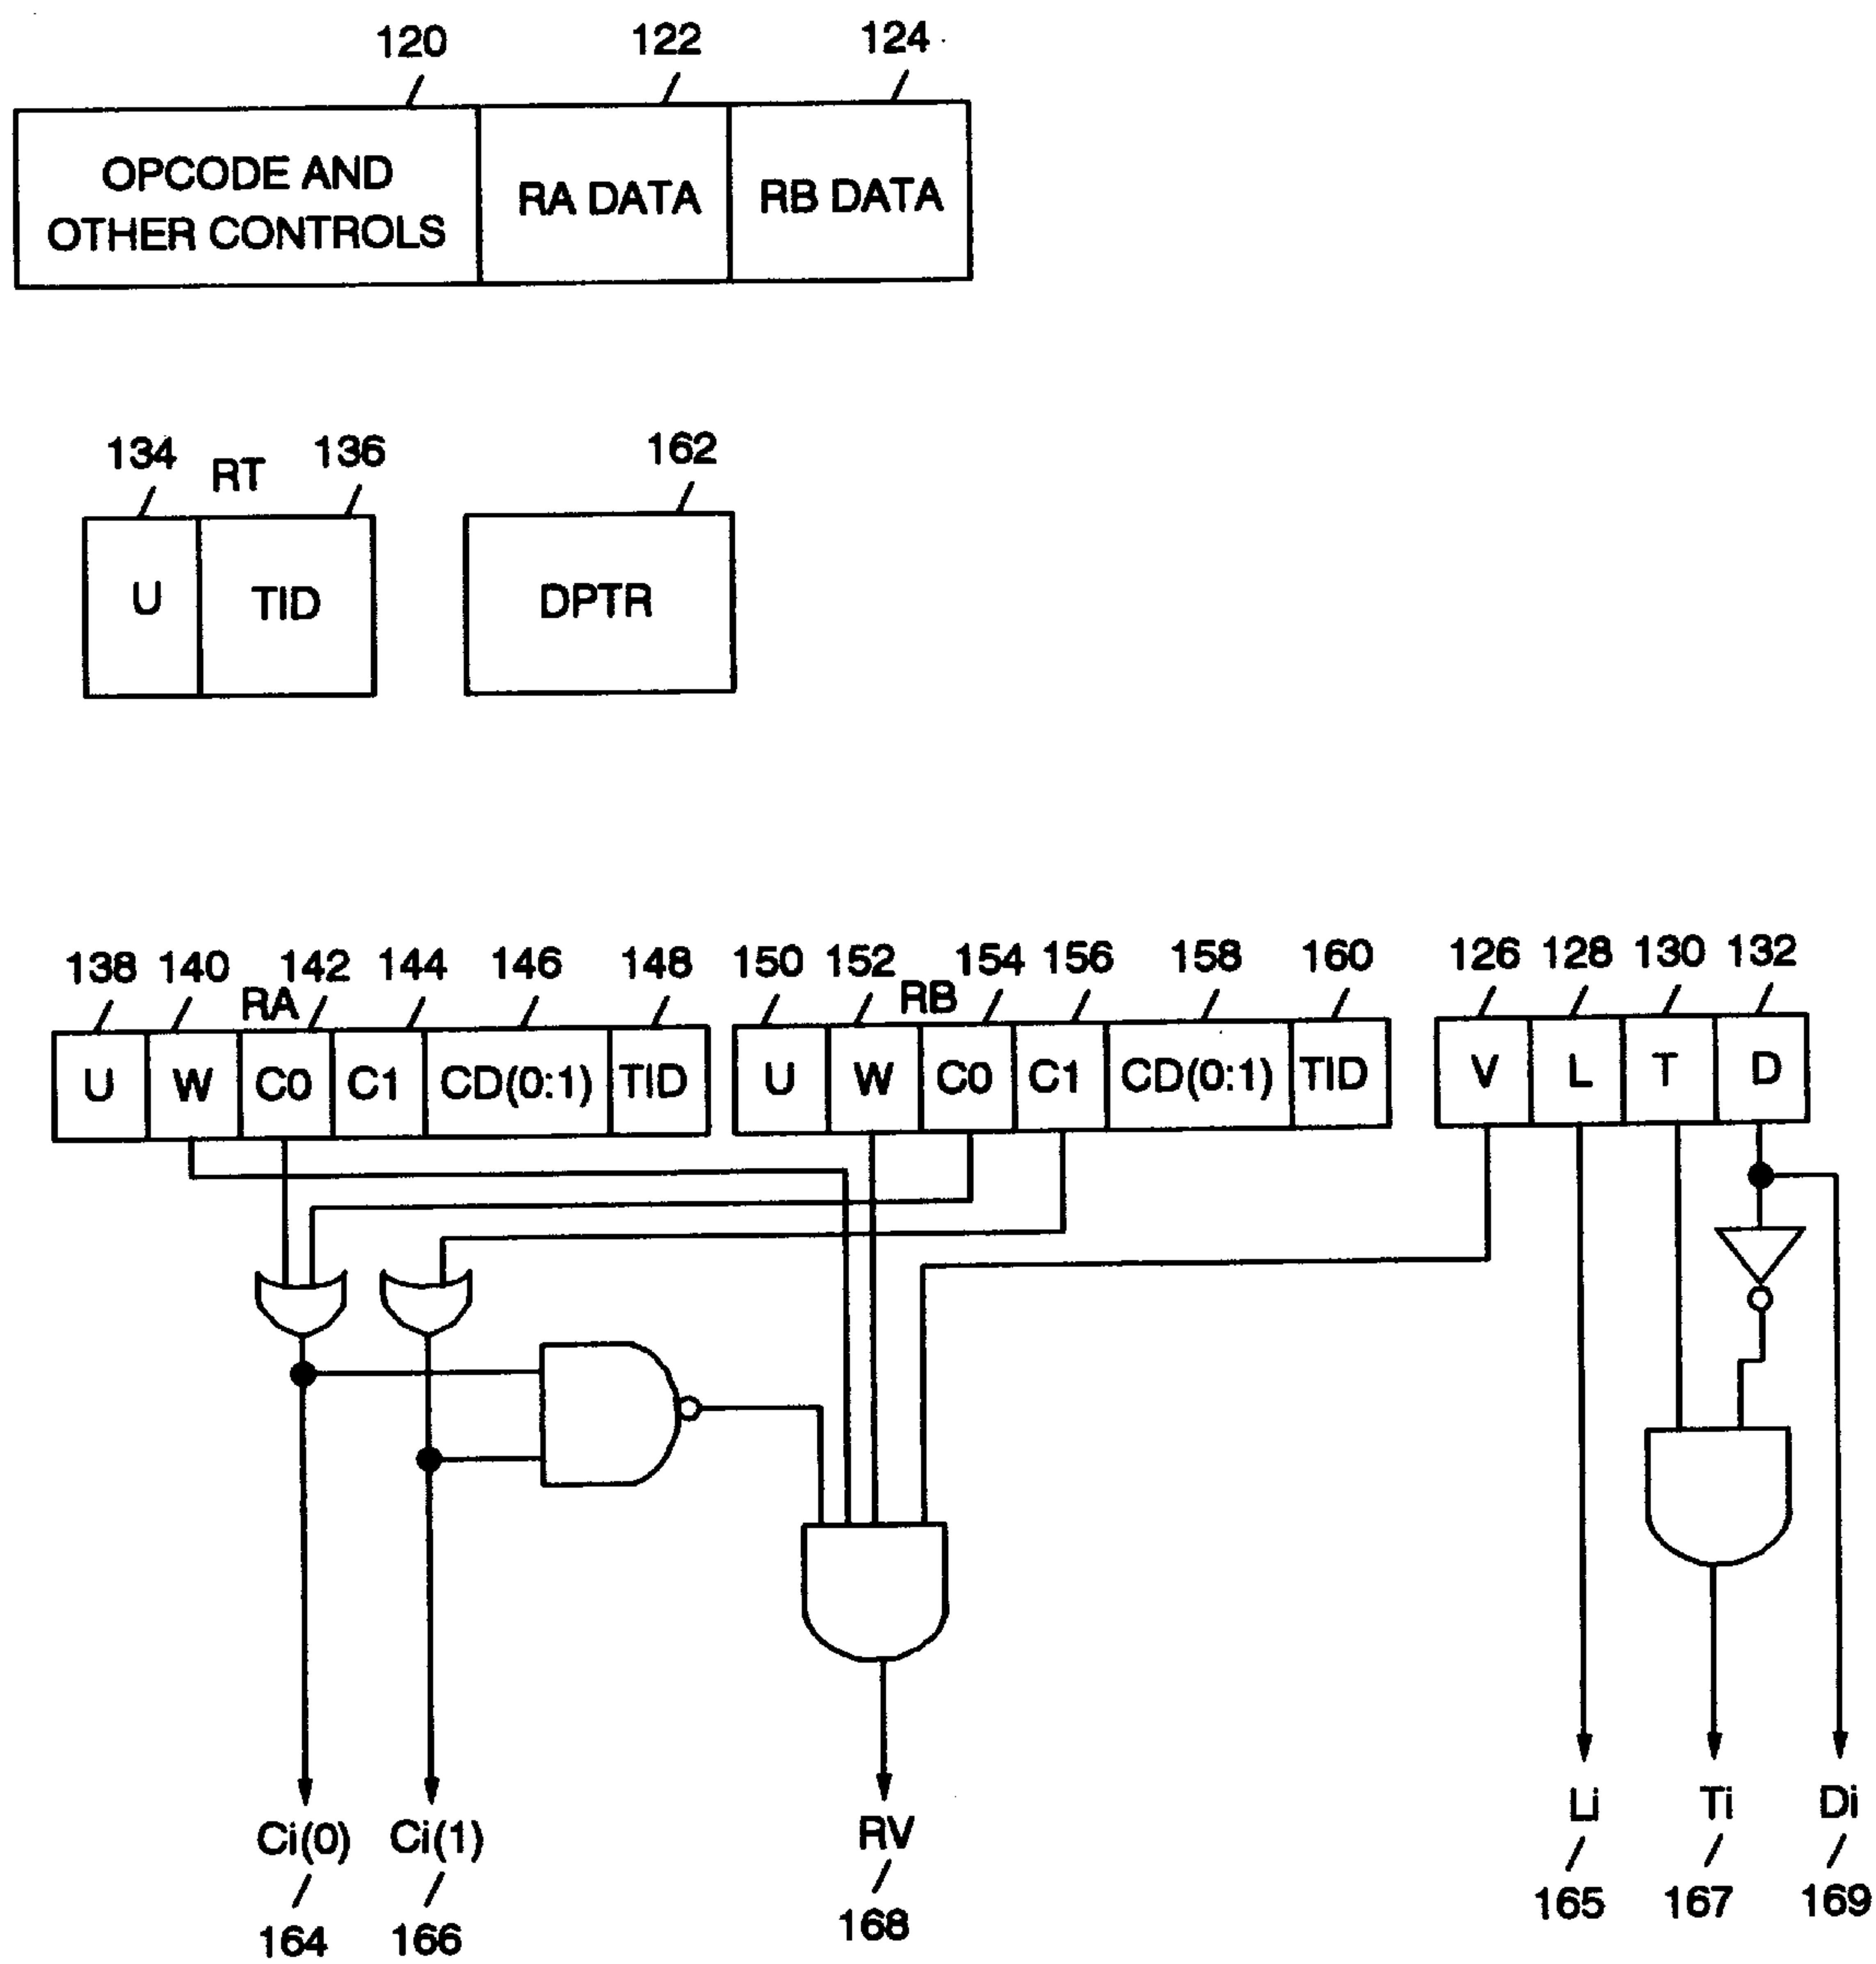 120 122 124
OPCODE AND
OTHER CONTROLS
RA DATA RB DATA
134 RT 136 162
U TID DPTR
138 140 142 144 146 148 150 152 154 156 158 160 126 128 130 132
RA RB
U W C0 C1 CD(0:1) TID U W C0 C1 CD(0:1) TID V L T D
Ci(0) Ci(1) RV Li Ti Di
164 166 168 165 167 169